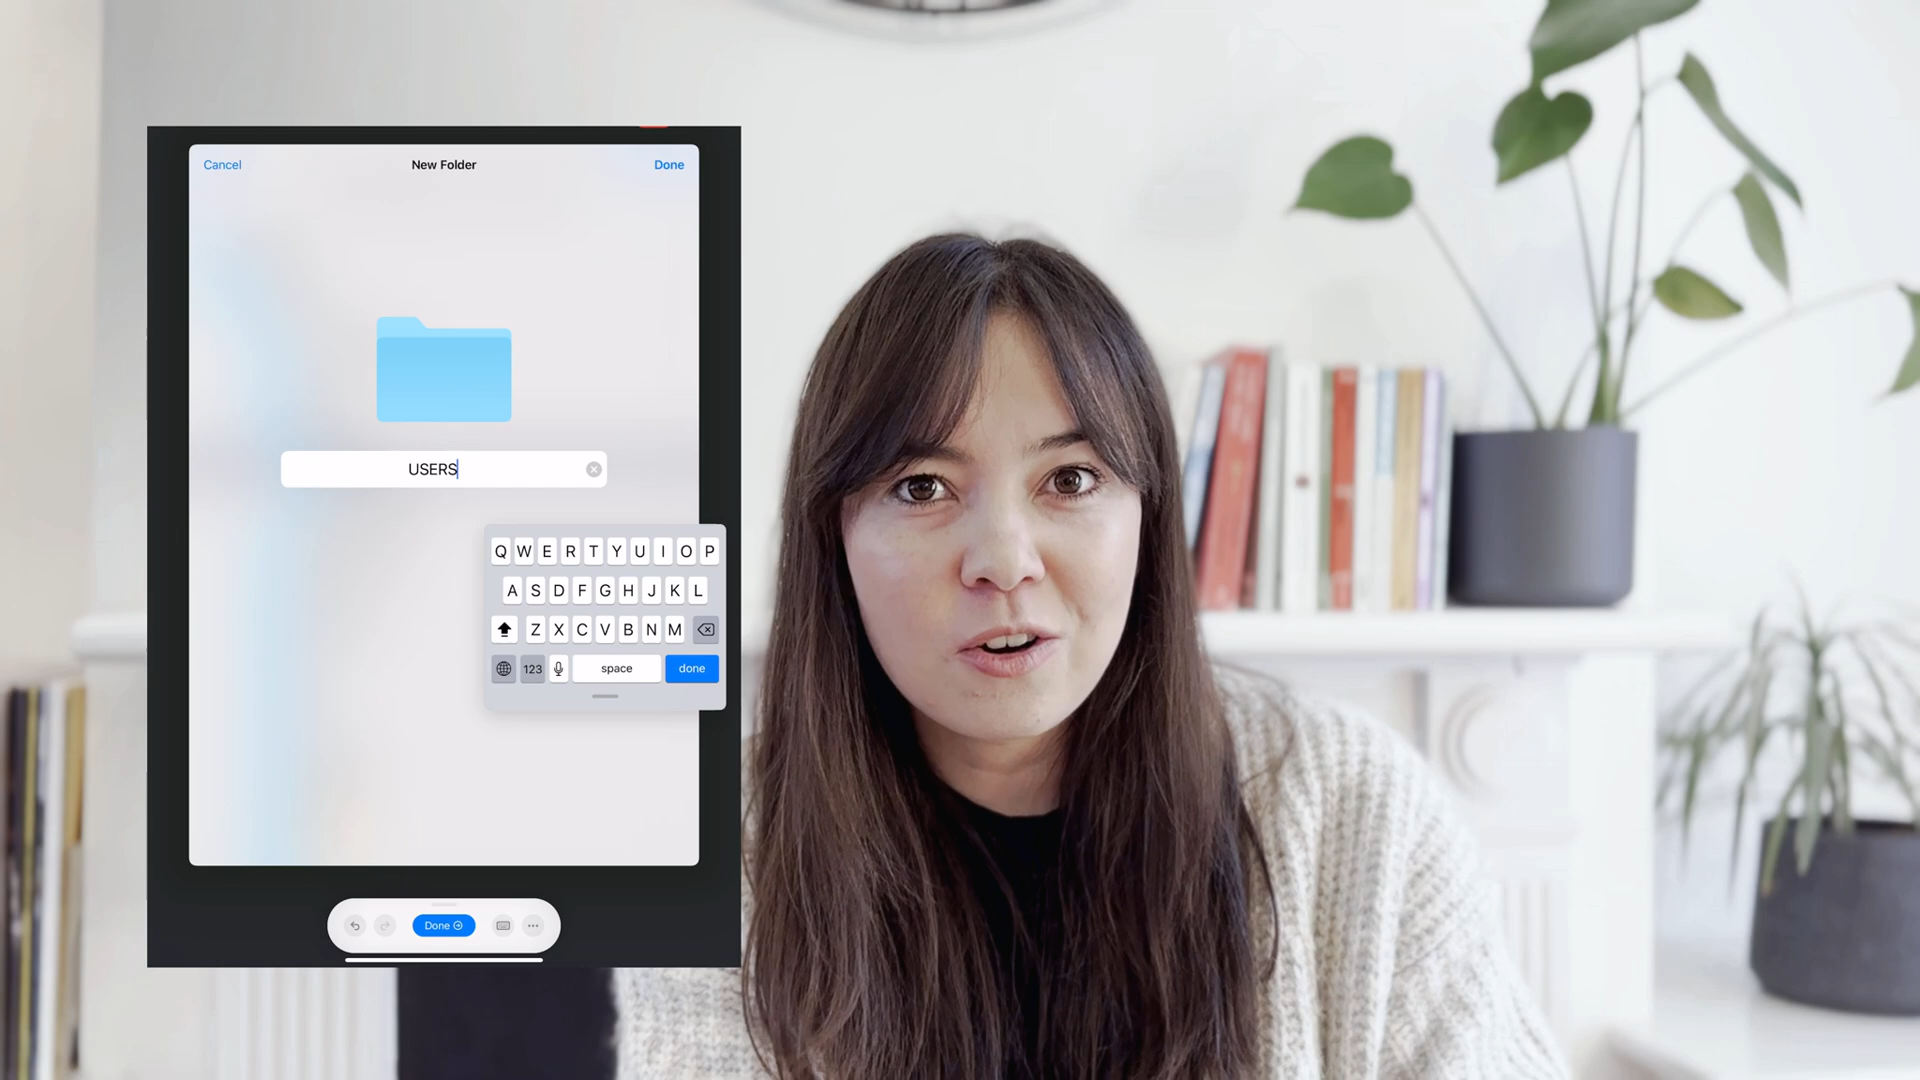 Cancel New Folder Done
USERS
Q W E R T Y U I O P
A S D F G H J K L
Z X C V B N M
123 space done
Done